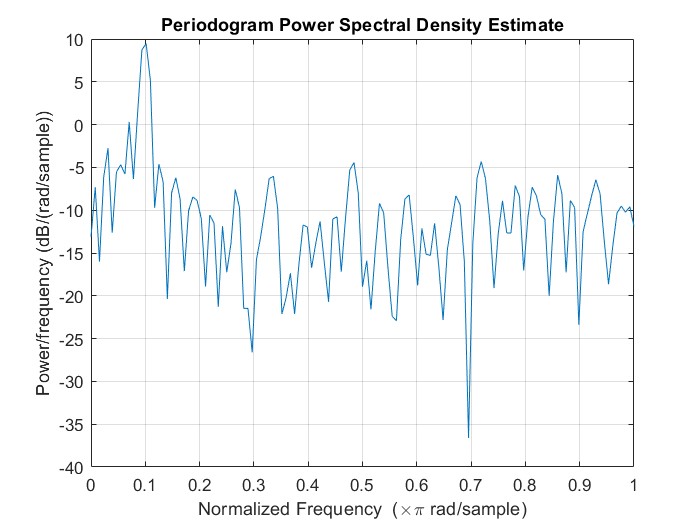 Periodogram Power Spectral Density Estimate
Power/frequency (dB/(rad/sample))
10
5
0
-5
-10
-15
-20
-25
-30
-35
-40
0 0.1 0.2 0.3 0.4 0.5 0.6 0.7 0.8 0.9 1
Normalized Frequency (×π rad/sample)